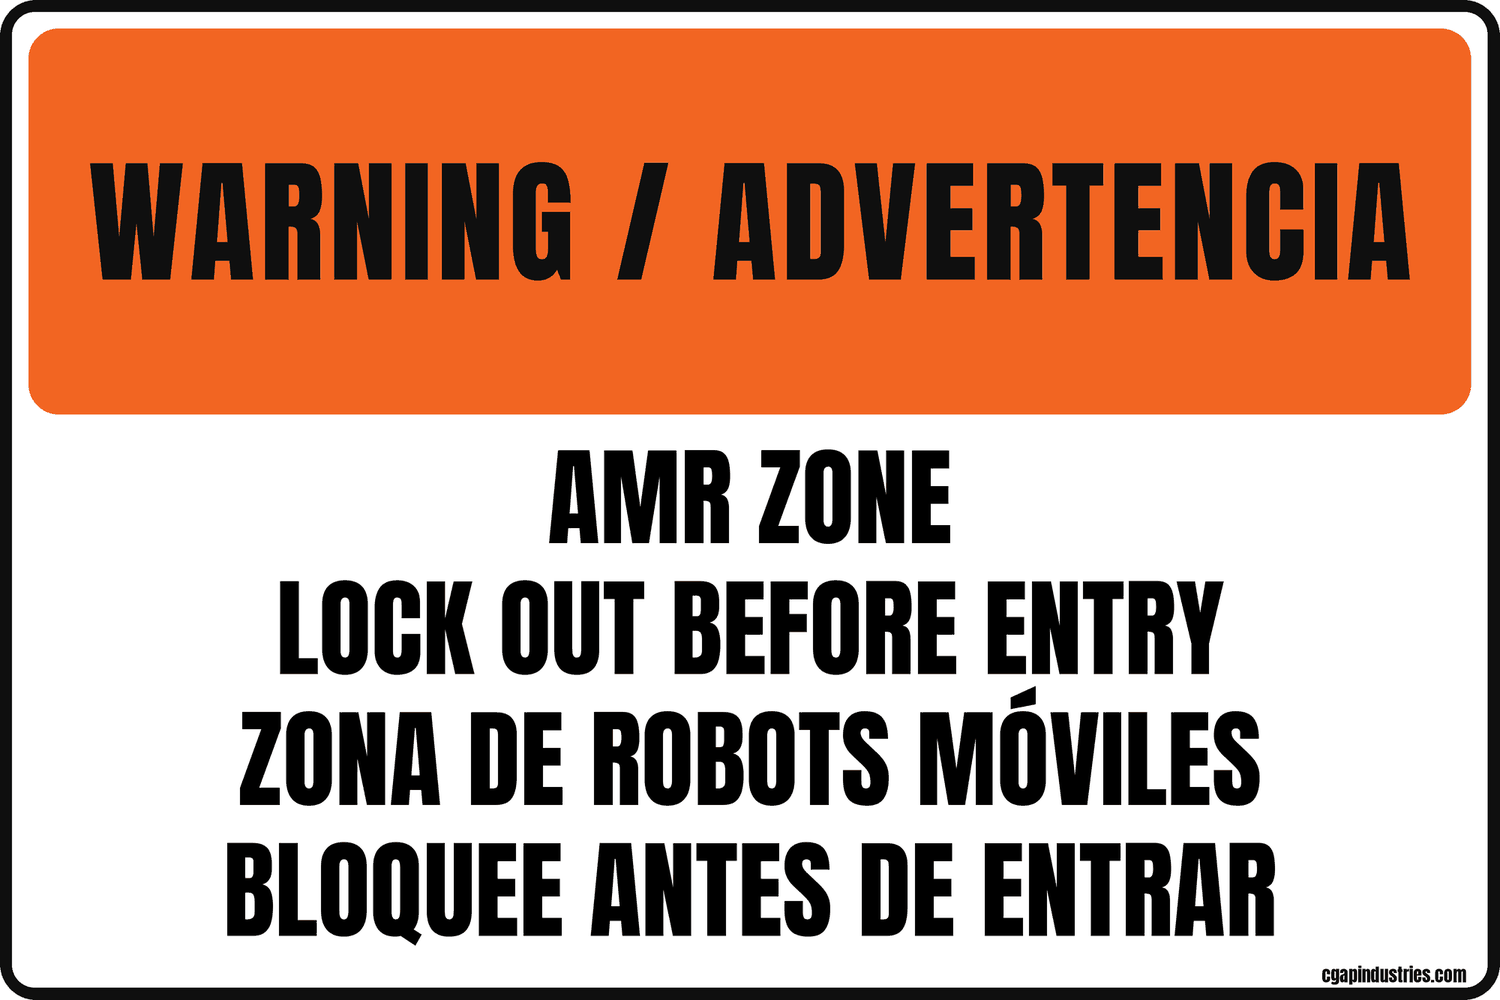 WARNING / ADVERTENCIA
AMR ZONE
LOCK OUT BEFORE ENTRY
ZONA DE ROBOTS MÓVILES
BLOQUEE ANTES DE ENTRAR
cgapindustries.com